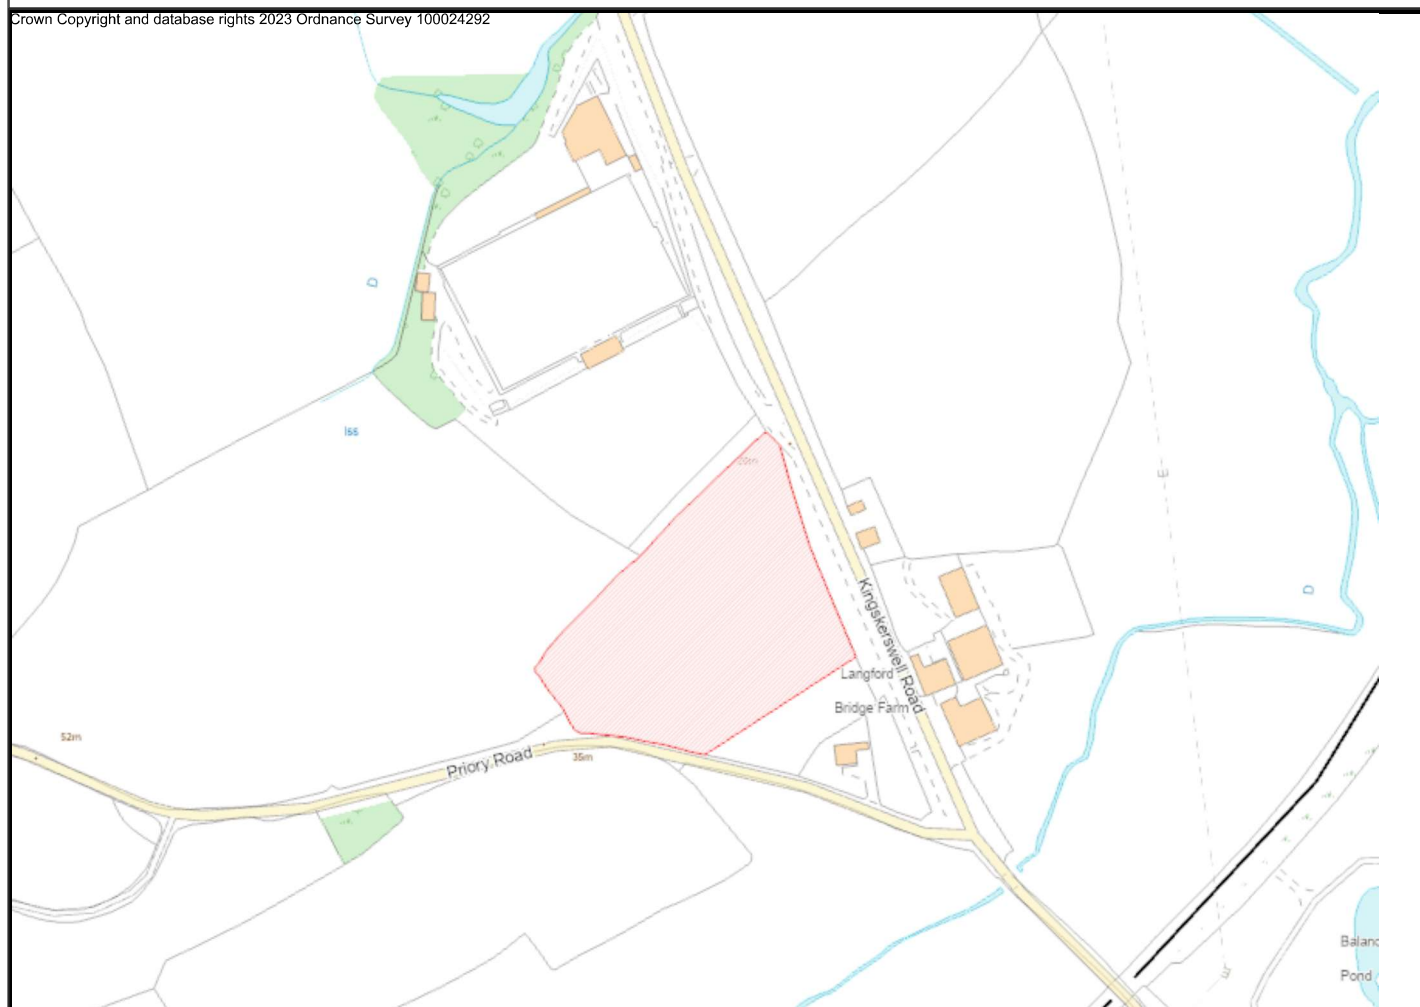 Crown Copyright and database rights 2023 Ordnance Survey 100024292
D
Iss
Kingskerswell Road
Langford
Bridge Farm
D
52m
Priory Road
35m
Balanc
Pond